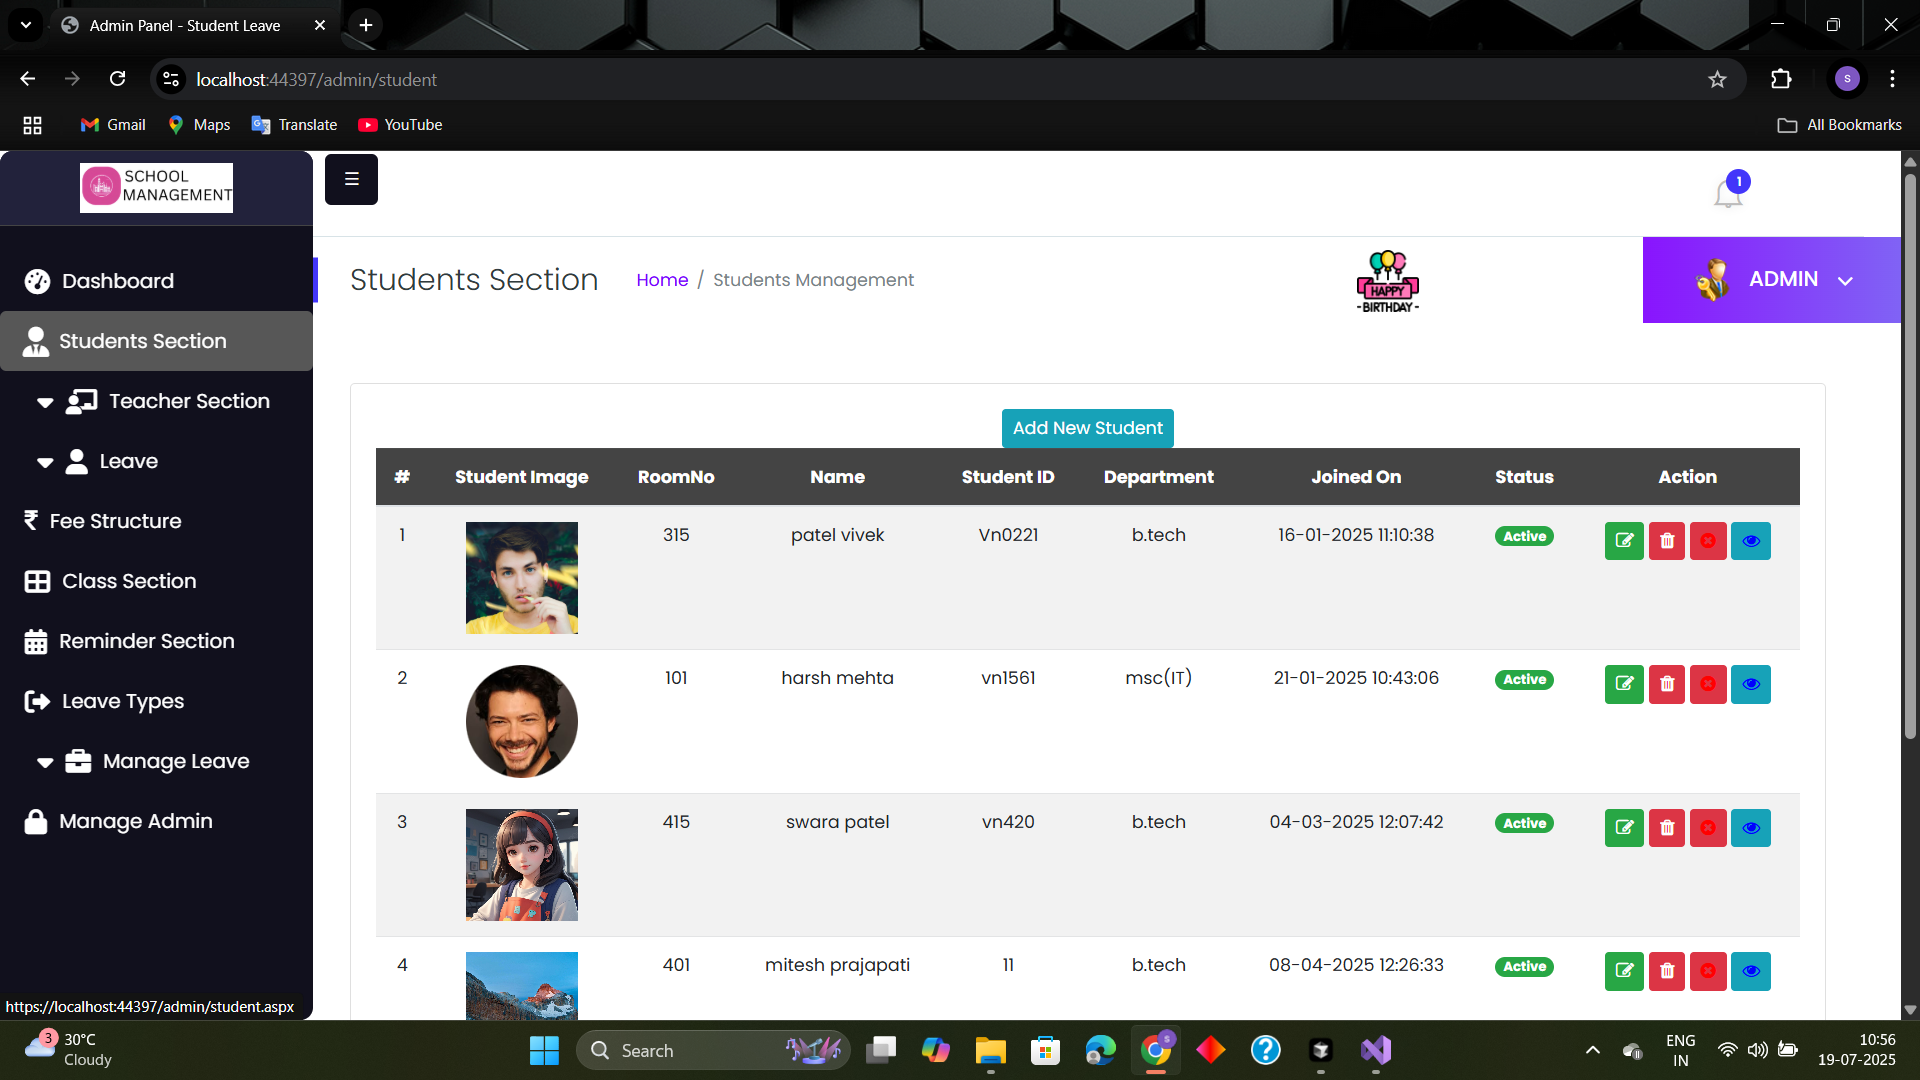 Admin Panel - Student Leave
localhost:44397/admin/student
S
Gmail
Maps
Translate
YouTube
All Bookmarks
SCHOOL
MANAGEMENT
1
Students Section
Home / Students Management
HAPPY
-BIRTHDAY-
ADMIN
Dashboard
Students Section
Teacher Section
Leave
Fee Structure
Class Section
Reminder Section
Leave Types
Manage Leave
Manage Admin
Add New Student
# Student Image RoomNo Name Student ID Department Joined On Status Action
1 315 patel vivek Vn0221 b.tech 16-01-2025 11:10:38 Active
2 101 harsh mehta vn1561 msc(IT) 21-01-2025 10:43:06 Active
3 415 swara patel vn420 b.tech 04-03-2025 12:07:42 Active
4 401 mitesh prajapati 11 b.tech 08-04-2025 12:26:33 Active
https://localhost:44397/admin/student.aspx
3
30°C
Cloudy
Search
S
ENG
IN
10:56
19-07-2025